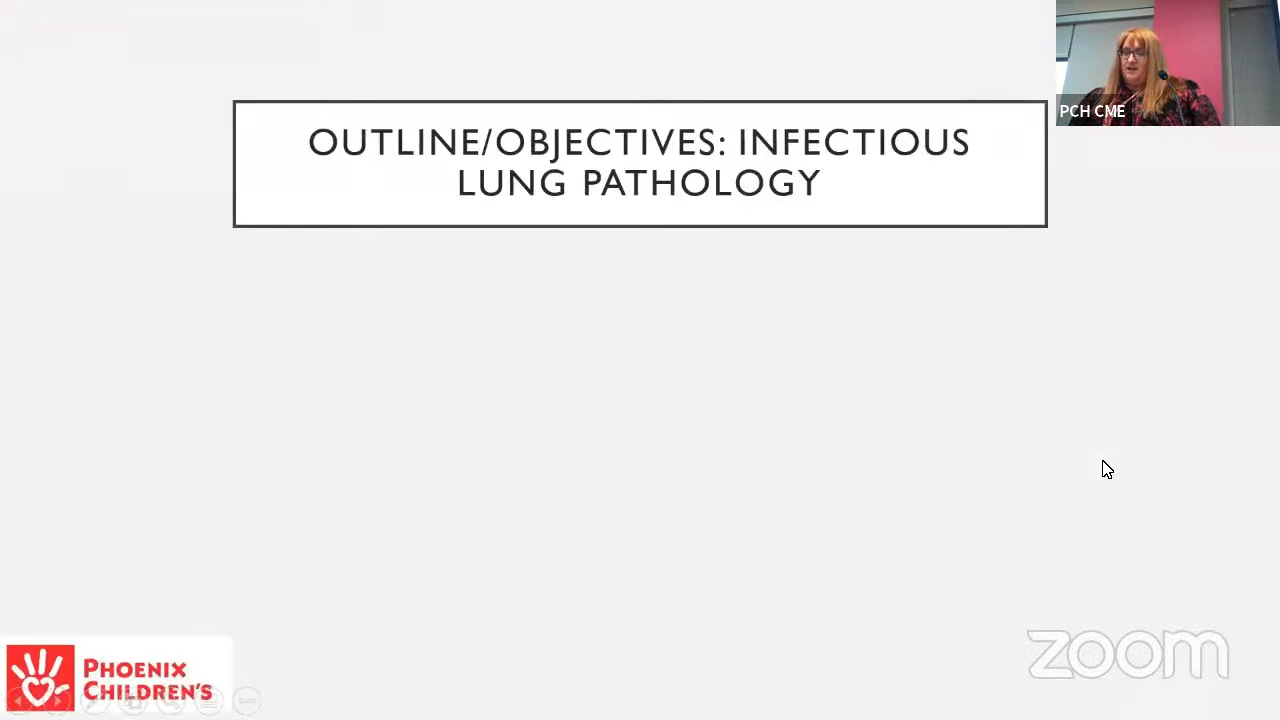 PCH CME
OUTLINE/OBJECTIVES: INFECTIOUS
LUNG PATHOLOGY
PHOENIX
CHILDREN'S
zoom